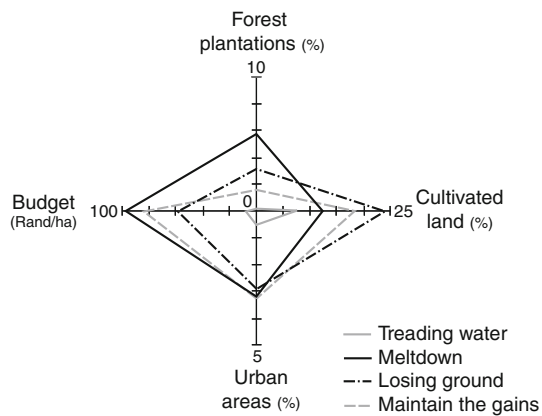 Forest
plantations (%)
10
Budget
(Rand/ha)
100
0
25
Cultivated
land (%)
5
Urban
areas (%)
Treading water
Meltdown
Losing ground
Maintain the gains